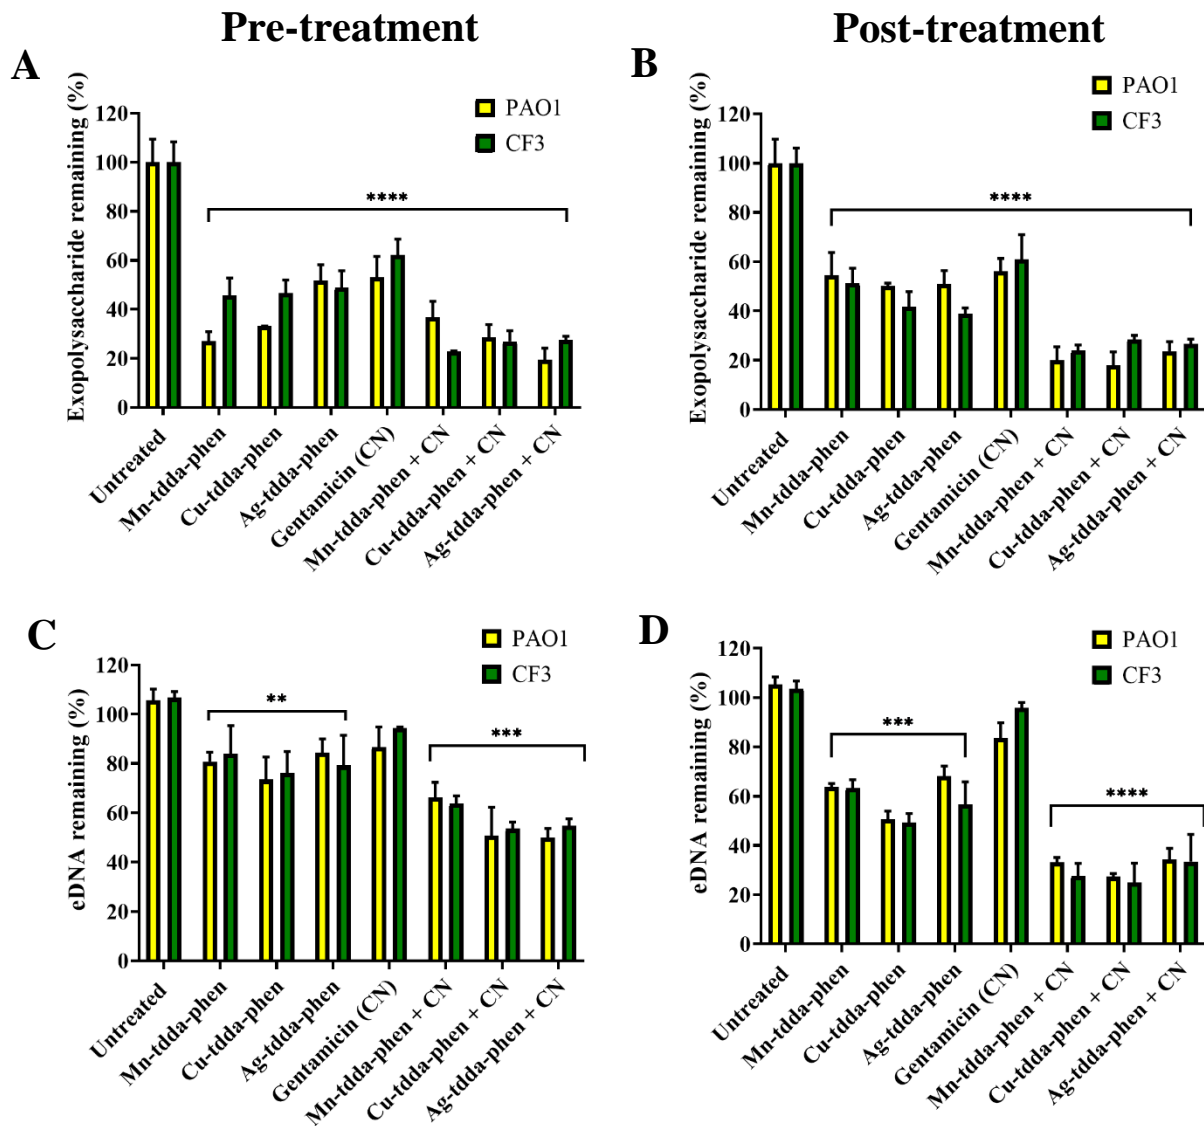 Pre-treatment
Post-treatment
A
Exopolysaccharide remaining (%)
120
100
80
60
40
20
0
PAO1
CF3
****
Untreated
Mn-tdda-phen
Cu-tdda-phen
Ag-tdda-phen
Gentamicin (CN)
Mn-tdda-phen + CN
Cu-tdda-phen + CN
Ag-tdda-phen + CN
B
Exopolysaccharide remaining (%)
120
100
80
60
40
20
0
PAO1
CF3
****
Untreated
Mn-tdda-phen
Cu-tdda-phen
Ag-tdda-phen
Gentamicin (CN)
Mn-tdda-phen + CN
Cu-tdda-phen + CN
Ag-tdda-phen + CN
C
eDNA remaining (%)
120
100
80
60
40
20
0
PAO1
CF3
**
***
Untreated
Mn-tdda-phen
Cu-tdda-phen
Ag-tdda-phen
Gentamicin (CN)
Mn-tdda-phen + CN
Cu-tdda-phen + CN
Ag-tdda-phen + CN
D
eDNA remaining (%)
120
100
80
60
40
20
0
PAO1
CF3
***
****
Untreated
Mn-tdda-phen
Cu-tdda-phen
Ag-tdda-phen
Gentamicin (CN)
Mn-tdda-phen + CN
Cu-tdda-phen + CN
Ag-tdda-phen + CN